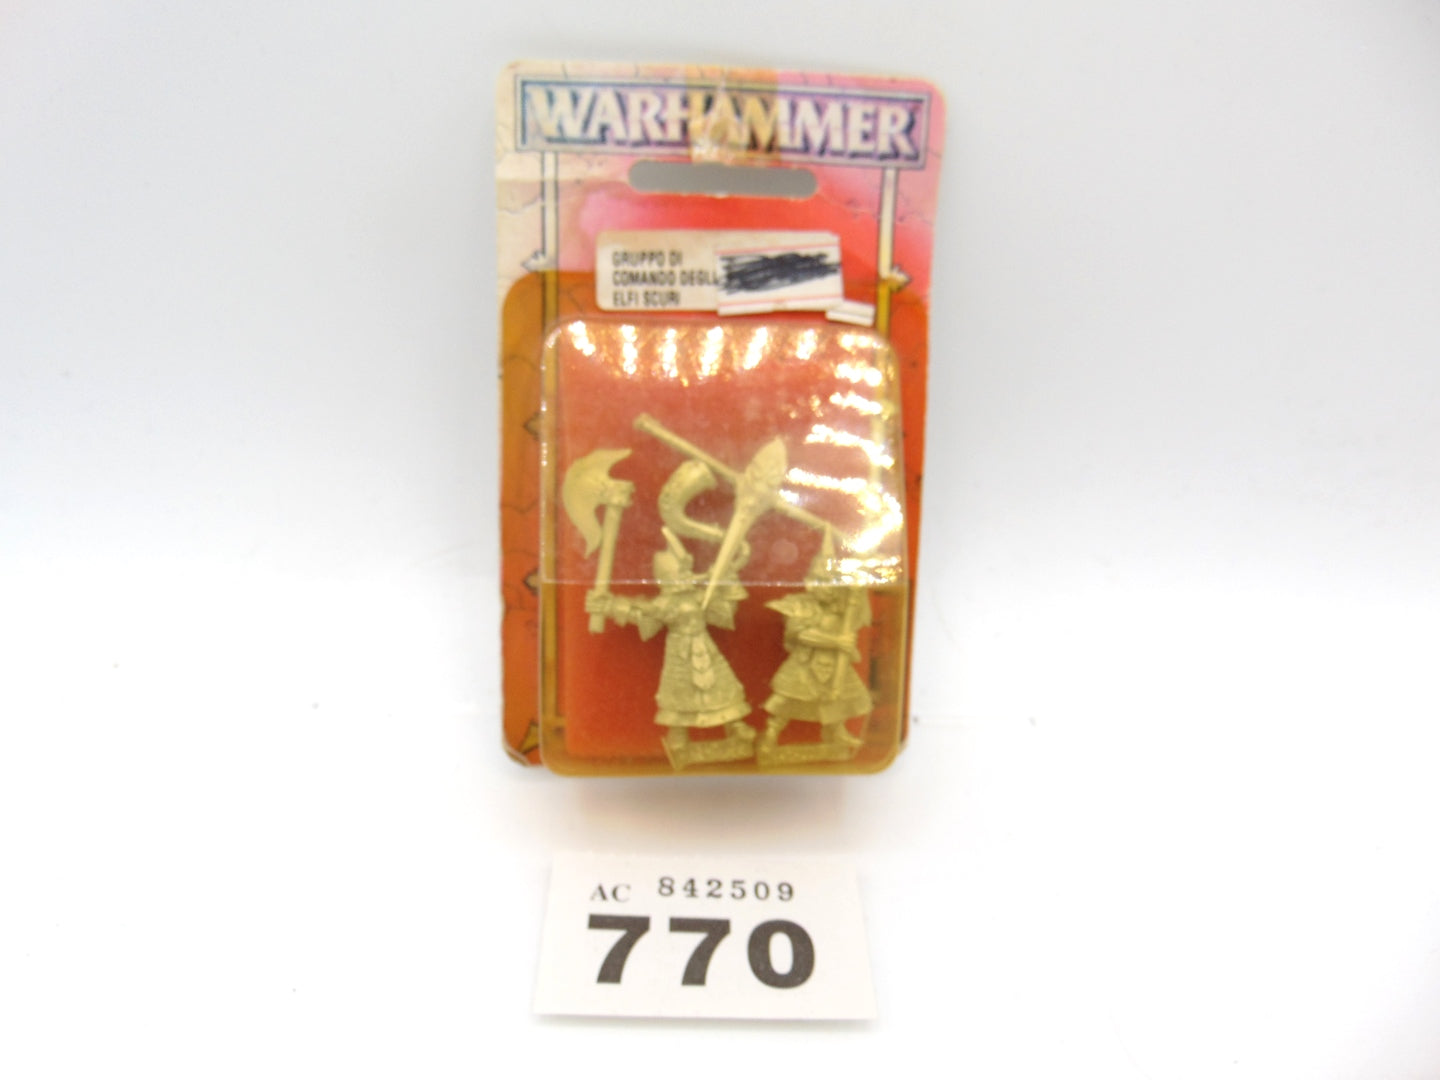 WARHAMMER
GRUPPO DI
COMANDO DEGLI
ELFI SCURI
AC 842509
770